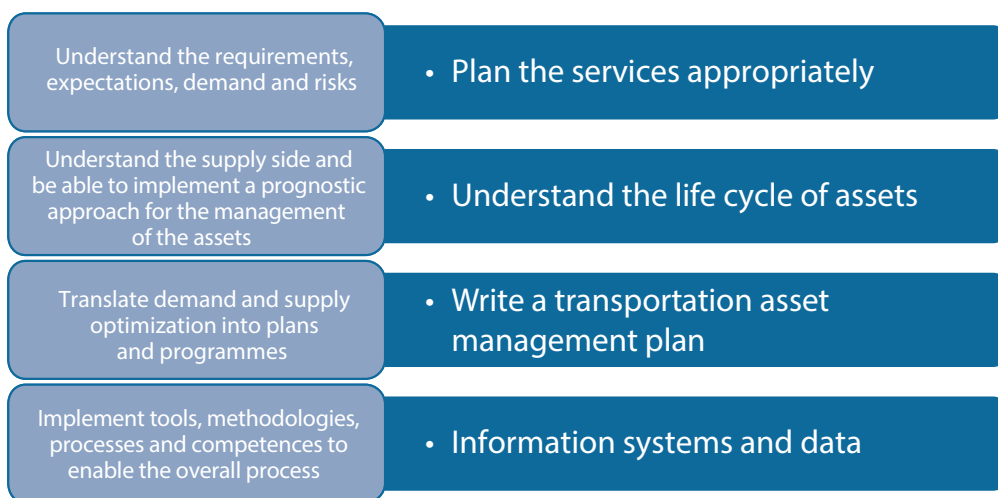 Understand the requirements,
expectations, demand and risks
• Plan the services appropriately
Understand the supply side and
be able to implement a prognostic
approach for the management
of the assets
• Understand the life cycle of assets
Translate demand and supply
optimization into plans
and programmes
• Write a transportation asset
management plan
Implement tools, methodologies,
processes and competences to
enable the overall process
• Information systems and data